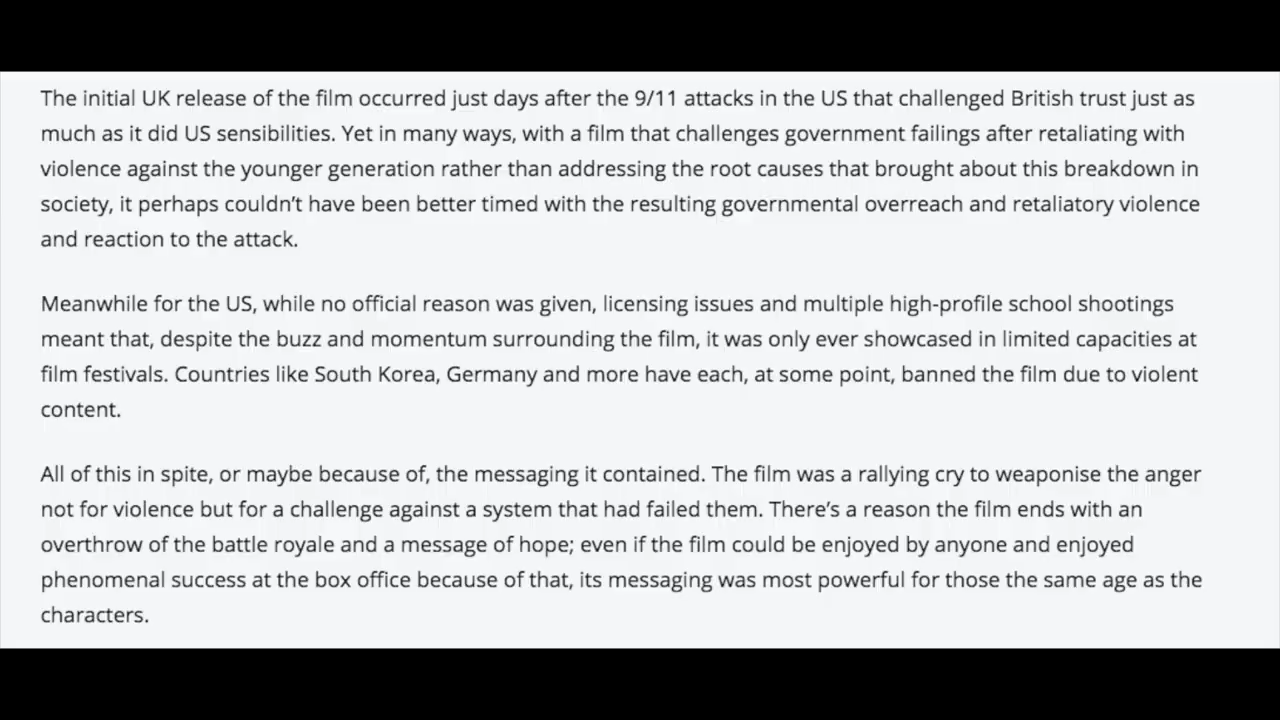 The initial UK release of the film occurred just days after the 9/11 attacks in the US that challenged British trust just as
much as it did US sensibilities. Yet in many ways, with a film that challenges government failings after retaliating with
violence against the younger generation rather than addressing the root causes that brought about this breakdown in
society, it perhaps couldn’t have been better timed with the resulting governmental overreach and retaliatory violence
and reaction to the attack.
Meanwhile for the US, while no official reason was given, licensing issues and multiple high-profile school shootings
meant that, despite the buzz and momentum surrounding the film, it was only ever showcased in limited capacities at
film festivals. Countries like South Korea, Germany and more have each, at some point, banned the film due to violent
content.
All of this in spite, or maybe because of, the messaging it contained. The film was a rallying cry to weaponise the anger
not for violence but for a challenge against a system that had failed them. There’s a reason the film ends with an
overthrow of the battle royale and a message of hope; even if the film could be enjoyed by anyone and enjoyed
phenomenal success at the box office because of that, its messaging was most powerful for those the same age as the
characters.